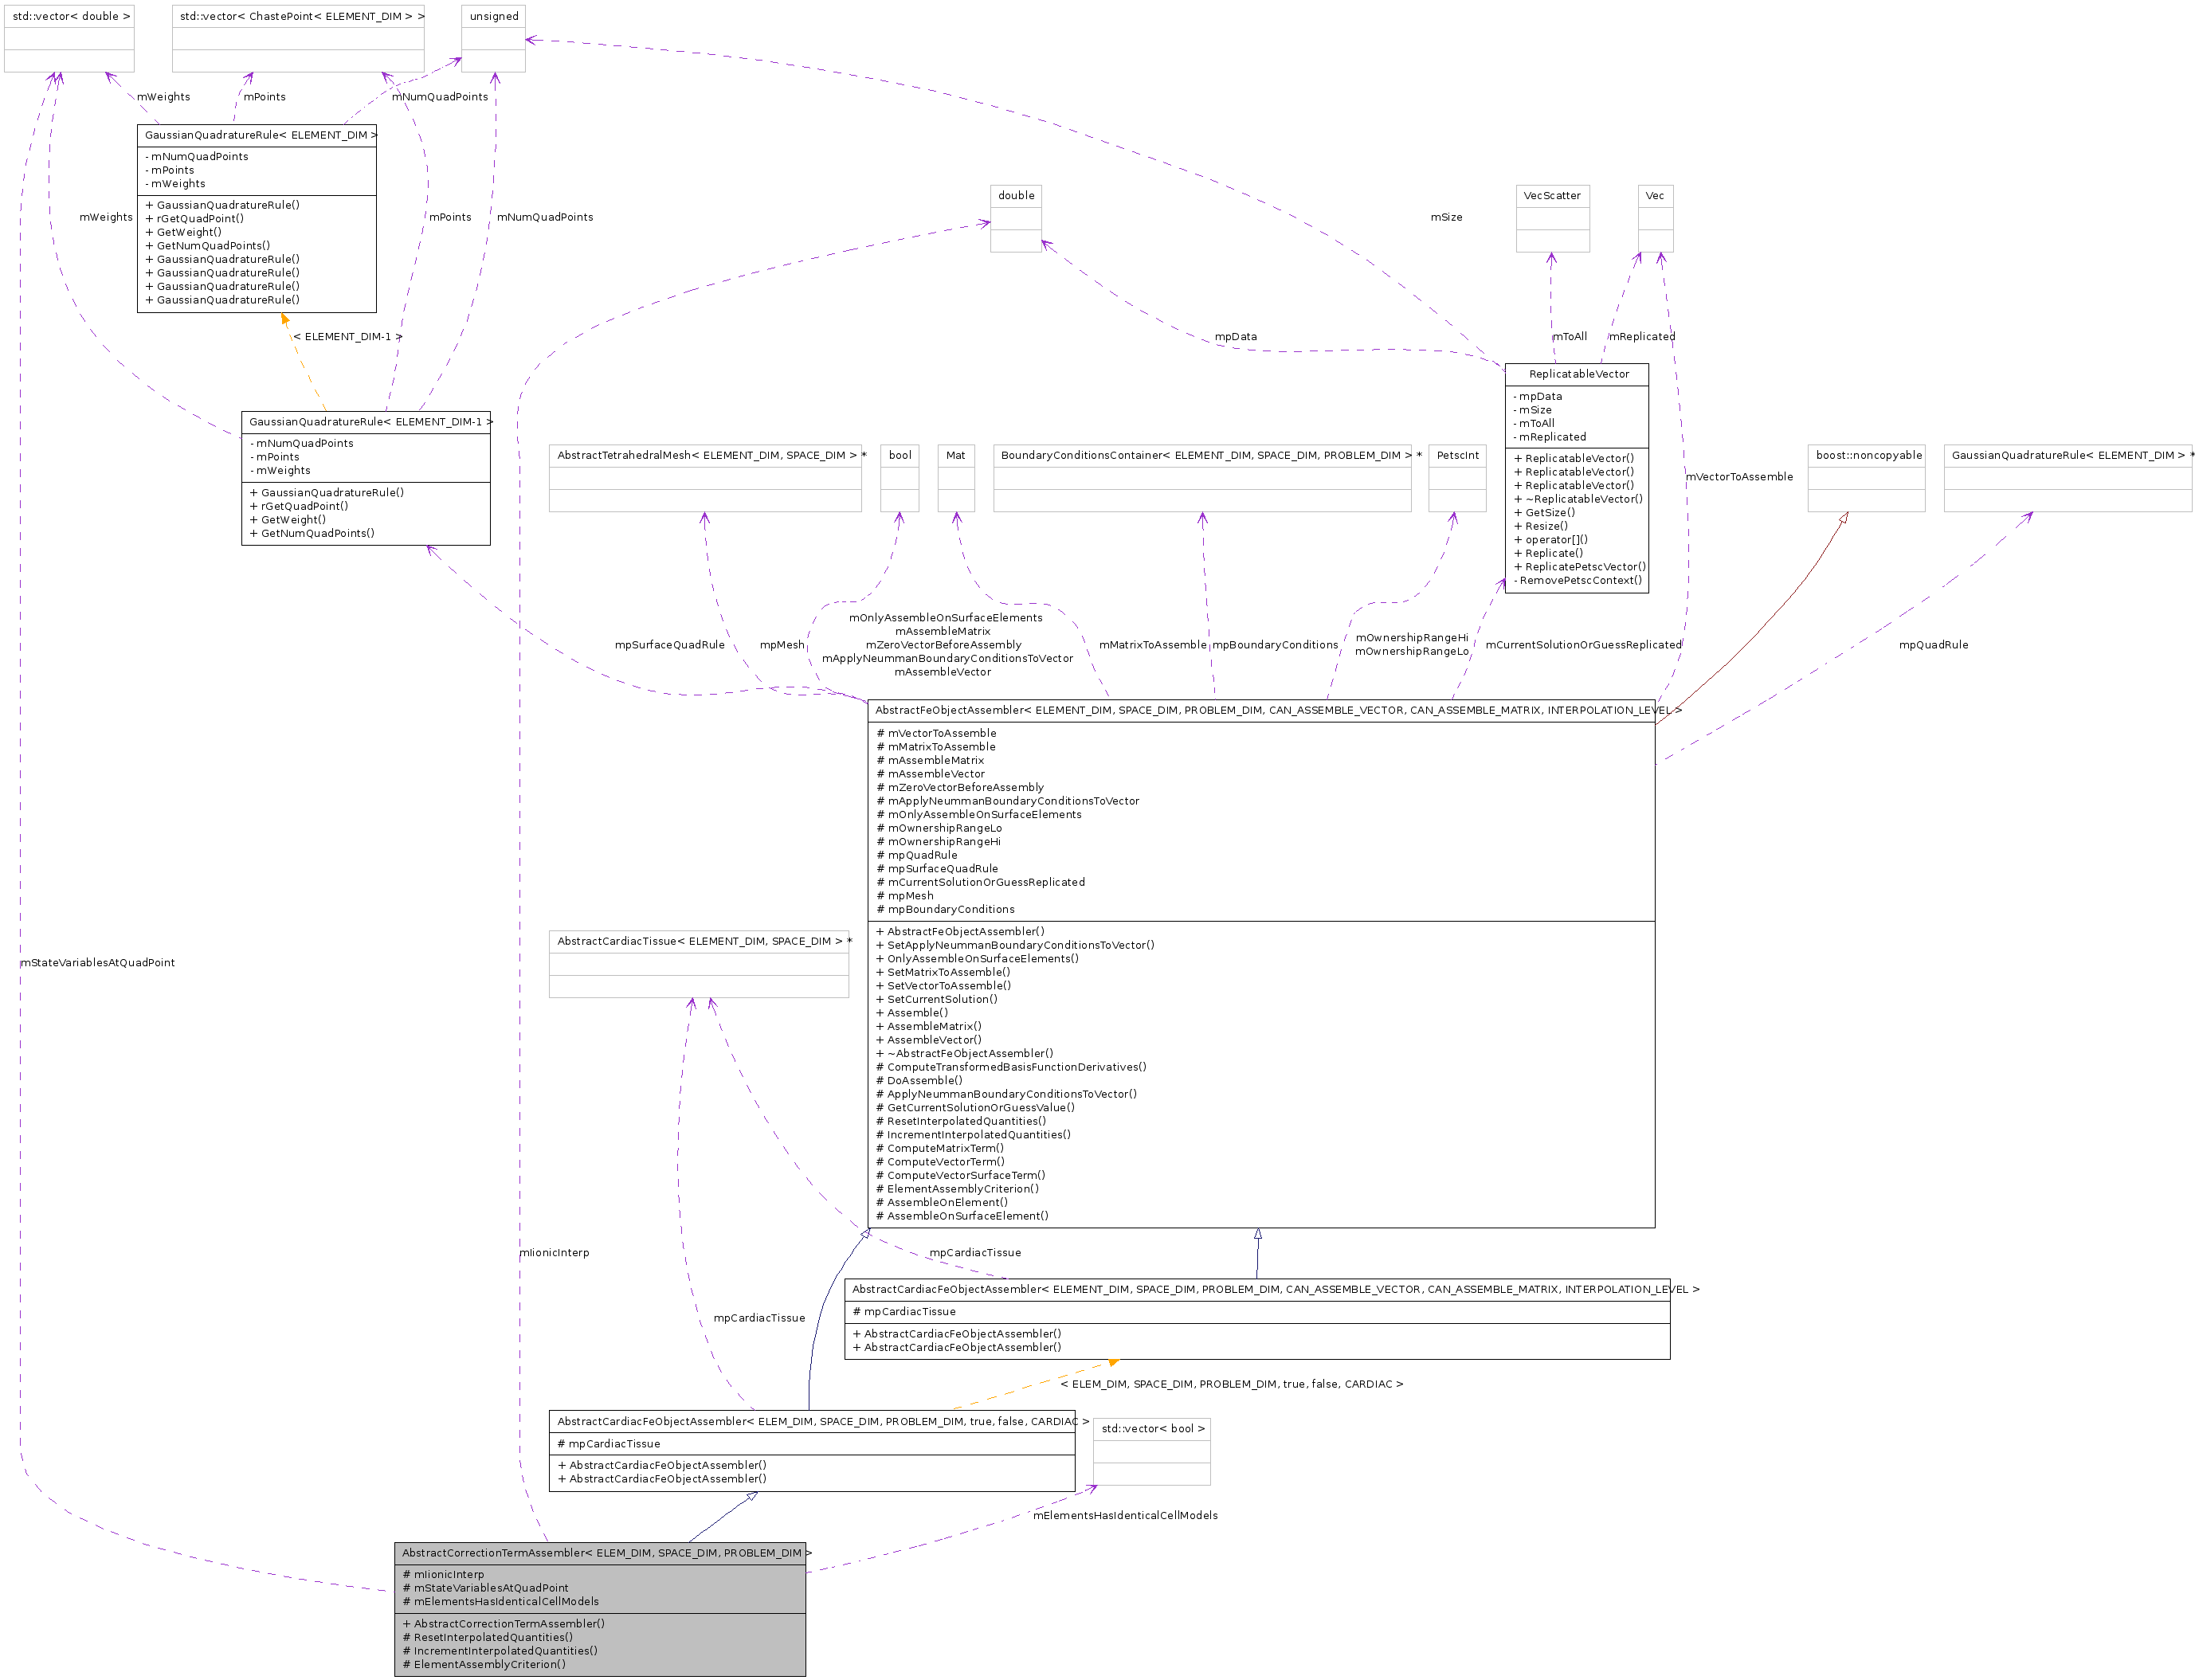 std::vector< double >
std::vector< ChastePoint< ELEMENT_DIM > >
unsigned
mWeights
mPoints
mNumQuadPoints
GaussianQuadratureRule< ELEMENT_DIM >
- mNumQuadPoints
- mPoints
- mWeights
+ GaussianQuadratureRule()
+ rGetQuadPoint()
+ GetWeight()
+ GetNumQuadPoints()
+ GaussianQuadratureRule()
+ GaussianQuadratureRule()
+ GaussianQuadratureRule()
+ GaussianQuadratureRule()
mWeights
mPoints
mNumQuadPoints
mSize
double
VecScatter
Vec
< ELEMENT_DIM-1 >
mpData
mToAll
mReplicated
GaussianQuadratureRule< ELEMENT_DIM-1 >
- mNumQuadPoints
- mPoints
- mWeights
+ GaussianQuadratureRule()
+ rGetQuadPoint()
+ GetWeight()
+ GetNumQuadPoints()
ReplicatableVector
- mpData
- mSize
- mToAll
- mReplicated
+ ReplicatableVector()
+ ReplicatableVector()
+ ReplicatableVector()
+ ~ReplicatableVector()
+ GetSize()
+ Resize()
+ operator[]()
+ Replicate()
+ ReplicatePetscVector()
- RemovePetscContext()
AbstractTetrahedralMesh< ELEMENT_DIM, SPACE_DIM > *
bool
Mat
BoundaryConditionsContainer< ELEMENT_DIM, SPACE_DIM, PROBLEM_DIM > *
PetscInt
mVectorToAssemble
boost::noncopyable
GaussianQuadratureRule< ELEMENT_DIM > *
mpSurfaceQuadRule
mpMesh
mOnlyAssembleOnSurfaceElements
mAssembleMatrix
mZeroVectorBeforeAssembly
mApplyNeummanBoundaryConditionsToVector
mAssembleVector
mMatrixToAssemble
mpBoundaryConditions
mOwnershipRangeHi
mOwnershipRangeLo
mCurrentSolutionOrGuessReplicated
mpQuadRule
AbstractFeObjectAssembler< ELEMENT_DIM, SPACE_DIM, PROBLEM_DIM, CAN_ASSEMBLE_VECTOR, CAN_ASSEMBLE_MATRIX, INTERPOLATION_LEVEL >
# mVectorToAssemble
# mMatrixToAssemble
# mAssembleMatrix
# mAssembleVector
# mZeroVectorBeforeAssembly
# mApplyNeummanBoundaryConditionsToVector
# mOnlyAssembleOnSurfaceElements
# mOwnershipRangeLo
# mOwnershipRangeHi
# mpQuadRule
# mpSurfaceQuadRule
# mCurrentSolutionOrGuessReplicated
# mpMesh
# mpBoundaryConditions
+ AbstractFeObjectAssembler()
+ SetApplyNeummanBoundaryConditionsToVector()
+ OnlyAssembleOnSurfaceElements()
+ SetMatrixToAssemble()
+ SetVectorToAssemble()
+ SetCurrentSolution()
+ Assemble()
+ AssembleMatrix()
+ AssembleVector()
+ ~AbstractFeObjectAssembler()
# ComputeTransformedBasisFunctionDerivatives()
# DoAssemble()
# ApplyNeummanBoundaryConditionsToVector()
# GetCurrentSolutionOrGuessValue()
# ResetInterpolatedQuantities()
# IncrementInterpolatedQuantities()
# ComputeMatrixTerm()
# ComputeVectorTerm()
# ComputeVectorSurfaceTerm()
# ElementAssemblyCriterion()
# AssembleOnElement()
# AssembleOnSurfaceElement()
AbstractCardiacTissue< ELEMENT_DIM, SPACE_DIM > *
mStateVariablesAtQuadPoint
mIionicInterp
mpCardiacTissue
mpCardiacTissue
AbstractCardiacFeObjectAssembler< ELEMENT_DIM, SPACE_DIM, PROBLEM_DIM, CAN_ASSEMBLE_VECTOR, CAN_ASSEMBLE_MATRIX, INTERPOLATION_LEVEL >
# mpCardiacTissue
+ AbstractCardiacFeObjectAssembler()
+ AbstractCardiacFeObjectAssembler()
< ELEM_DIM, SPACE_DIM, PROBLEM_DIM, true, false, CARDIAC >
AbstractCardiacFeObjectAssembler< ELEM_DIM, SPACE_DIM, PROBLEM_DIM, true, false, CARDIAC >
# mpCardiacTissue
+ AbstractCardiacFeObjectAssembler()
+ AbstractCardiacFeObjectAssembler()
std::vector< bool >
mElementsHasIdenticalCellModels
AbstractCorrectionTermAssembler< ELEM_DIM, SPACE_DIM, PROBLEM_DIM >
# mIionicInterp
# mStateVariablesAtQuadPoint
# mElementsHasIdenticalCellModels
+ AbstractCorrectionTermAssembler()
# ResetInterpolatedQuantities()
# IncrementInterpolatedQuantities()
# ElementAssemblyCriterion()